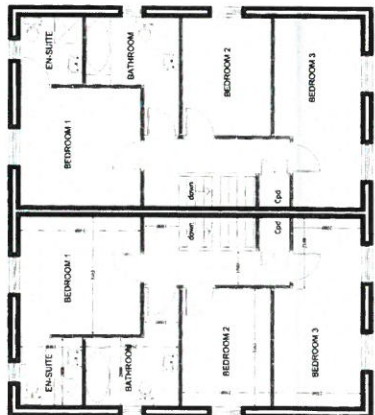 EN-SUITE
BATHROOM
BEDROOM 2
BEDROOM 3
BEDROOM 1
down
Cpd
down
Cpd
BEDROOM 1
EN-SUITE
BATHROOM
BEDROOM 2
BEDROOM 3